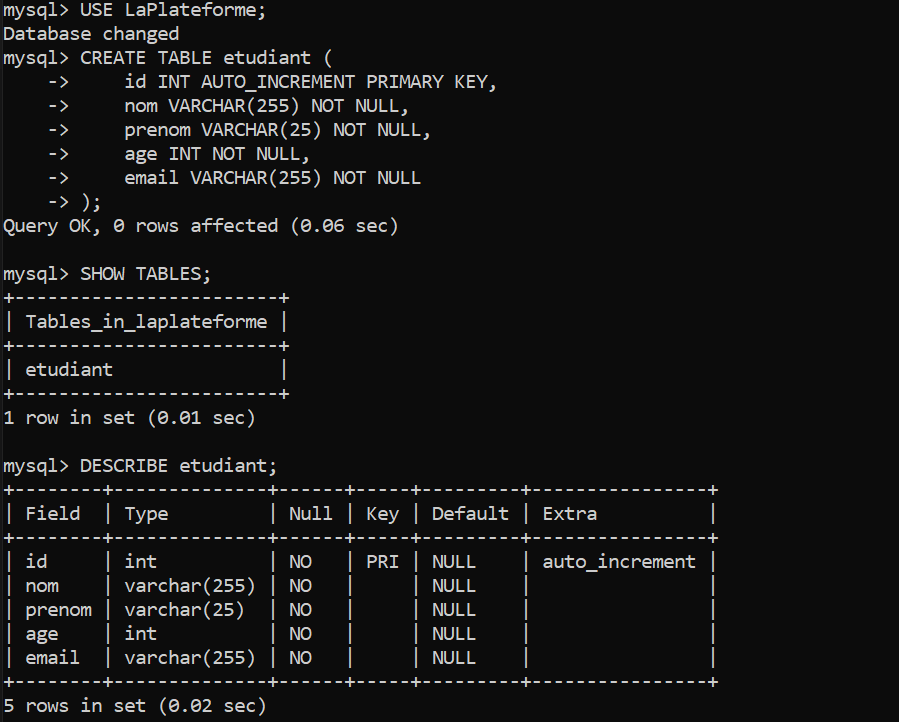 mysql> USE LaPlateforme;
Database changed
mysql> CREATE TABLE etudiant (
    ->     id INT AUTO_INCREMENT PRIMARY KEY,
    ->     nom VARCHAR(255) NOT NULL,
    ->     prenom VARCHAR(25) NOT NULL,
    ->     age INT NOT NULL,
    ->     email VARCHAR(255) NOT NULL
    -> );
Query OK, 0 rows affected (0.06 sec)

mysql> SHOW TABLES;
+------------------------+
| Tables_in_laplateforme |
+------------------------+
| etudiant               |
+------------------------+
1 row in set (0.01 sec)

mysql> DESCRIBE etudiant;
+--------+--------------+------+-----+---------+----------------+
| Field  | Type         | Null | Key | Default | Extra          |
+--------+--------------+------+-----+---------+----------------+
| id     | int          | NO   | PRI | NULL    | auto_increment |
| nom    | varchar(255) | NO   |     | NULL    |                |
| prenom | varchar(25)  | NO   |     | NULL    |                |
| age    | int          | NO   |     | NULL    |                |
| email  | varchar(255) | NO   |     | NULL    |                |
+--------+--------------+------+-----+---------+----------------+
5 rows in set (0.02 sec)